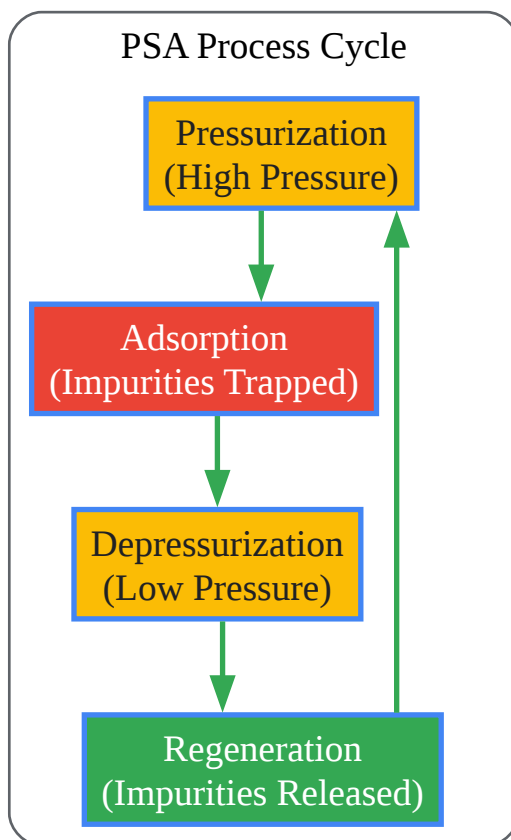 PSA Process Cycle
Pressurization
(High Pressure)
Adsorption
(Impurities Trapped)
Depressurization
(Low Pressure)
Regeneration
(Impurities Released)